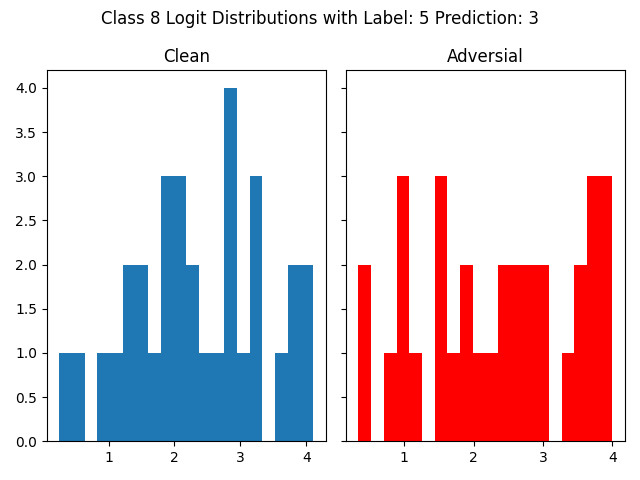 Class 8 Logit Distributions with Label: 5 Prediction: 3
Clean
Adversial
4.0
3.5
3.0
2.5
2.0
1.5
1.0
0.5
0.0
1 2 3 4
1 2 3 4